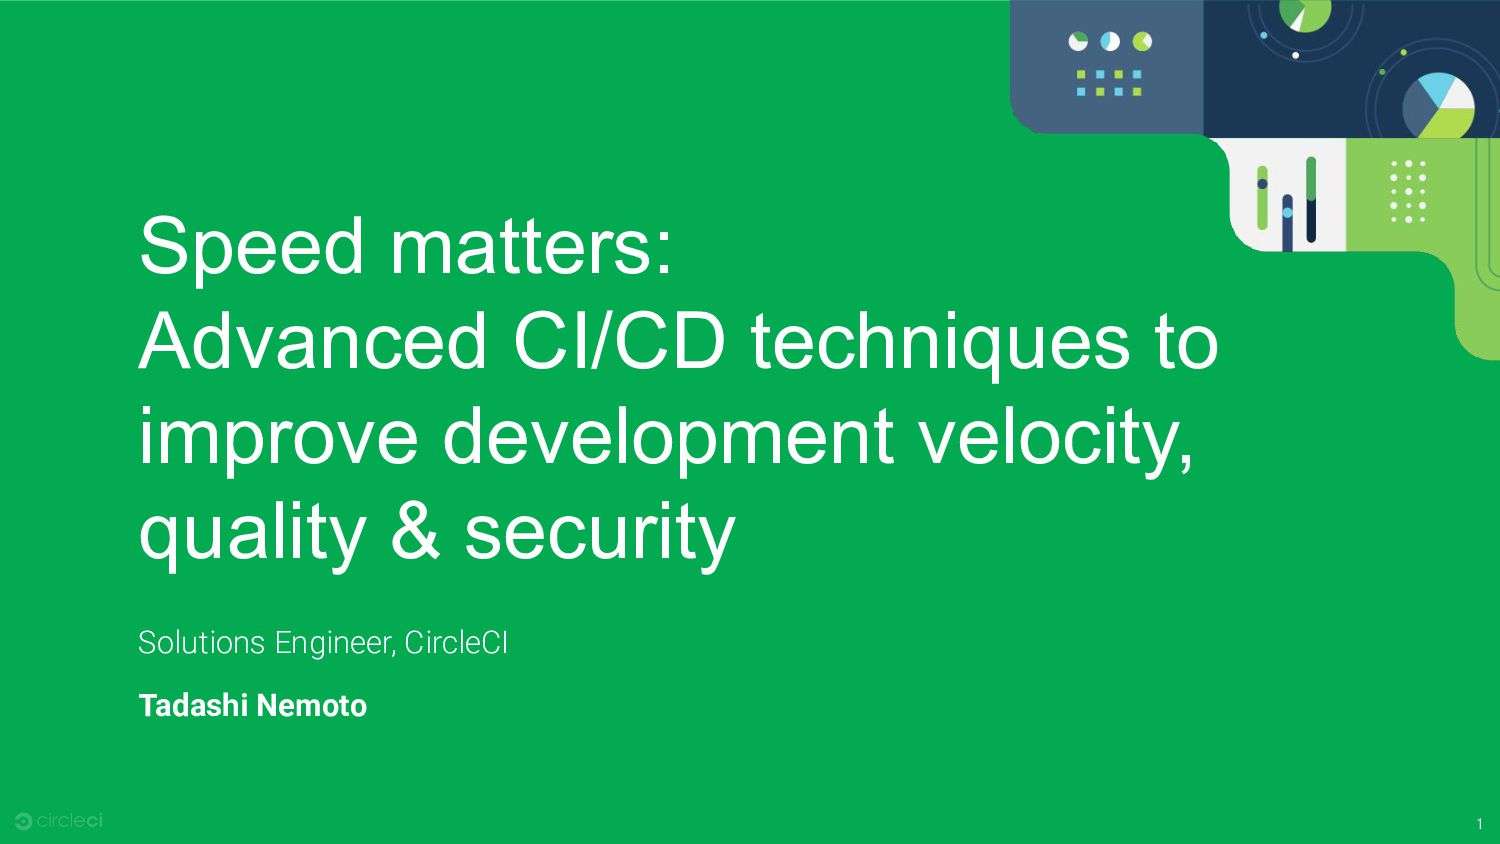 Speed matters:
Advanced CI/CD techniques to
improve development velocity,
quality & security
Solutions Engineer, CircleCI
Tadashi Nemoto
circleci
1